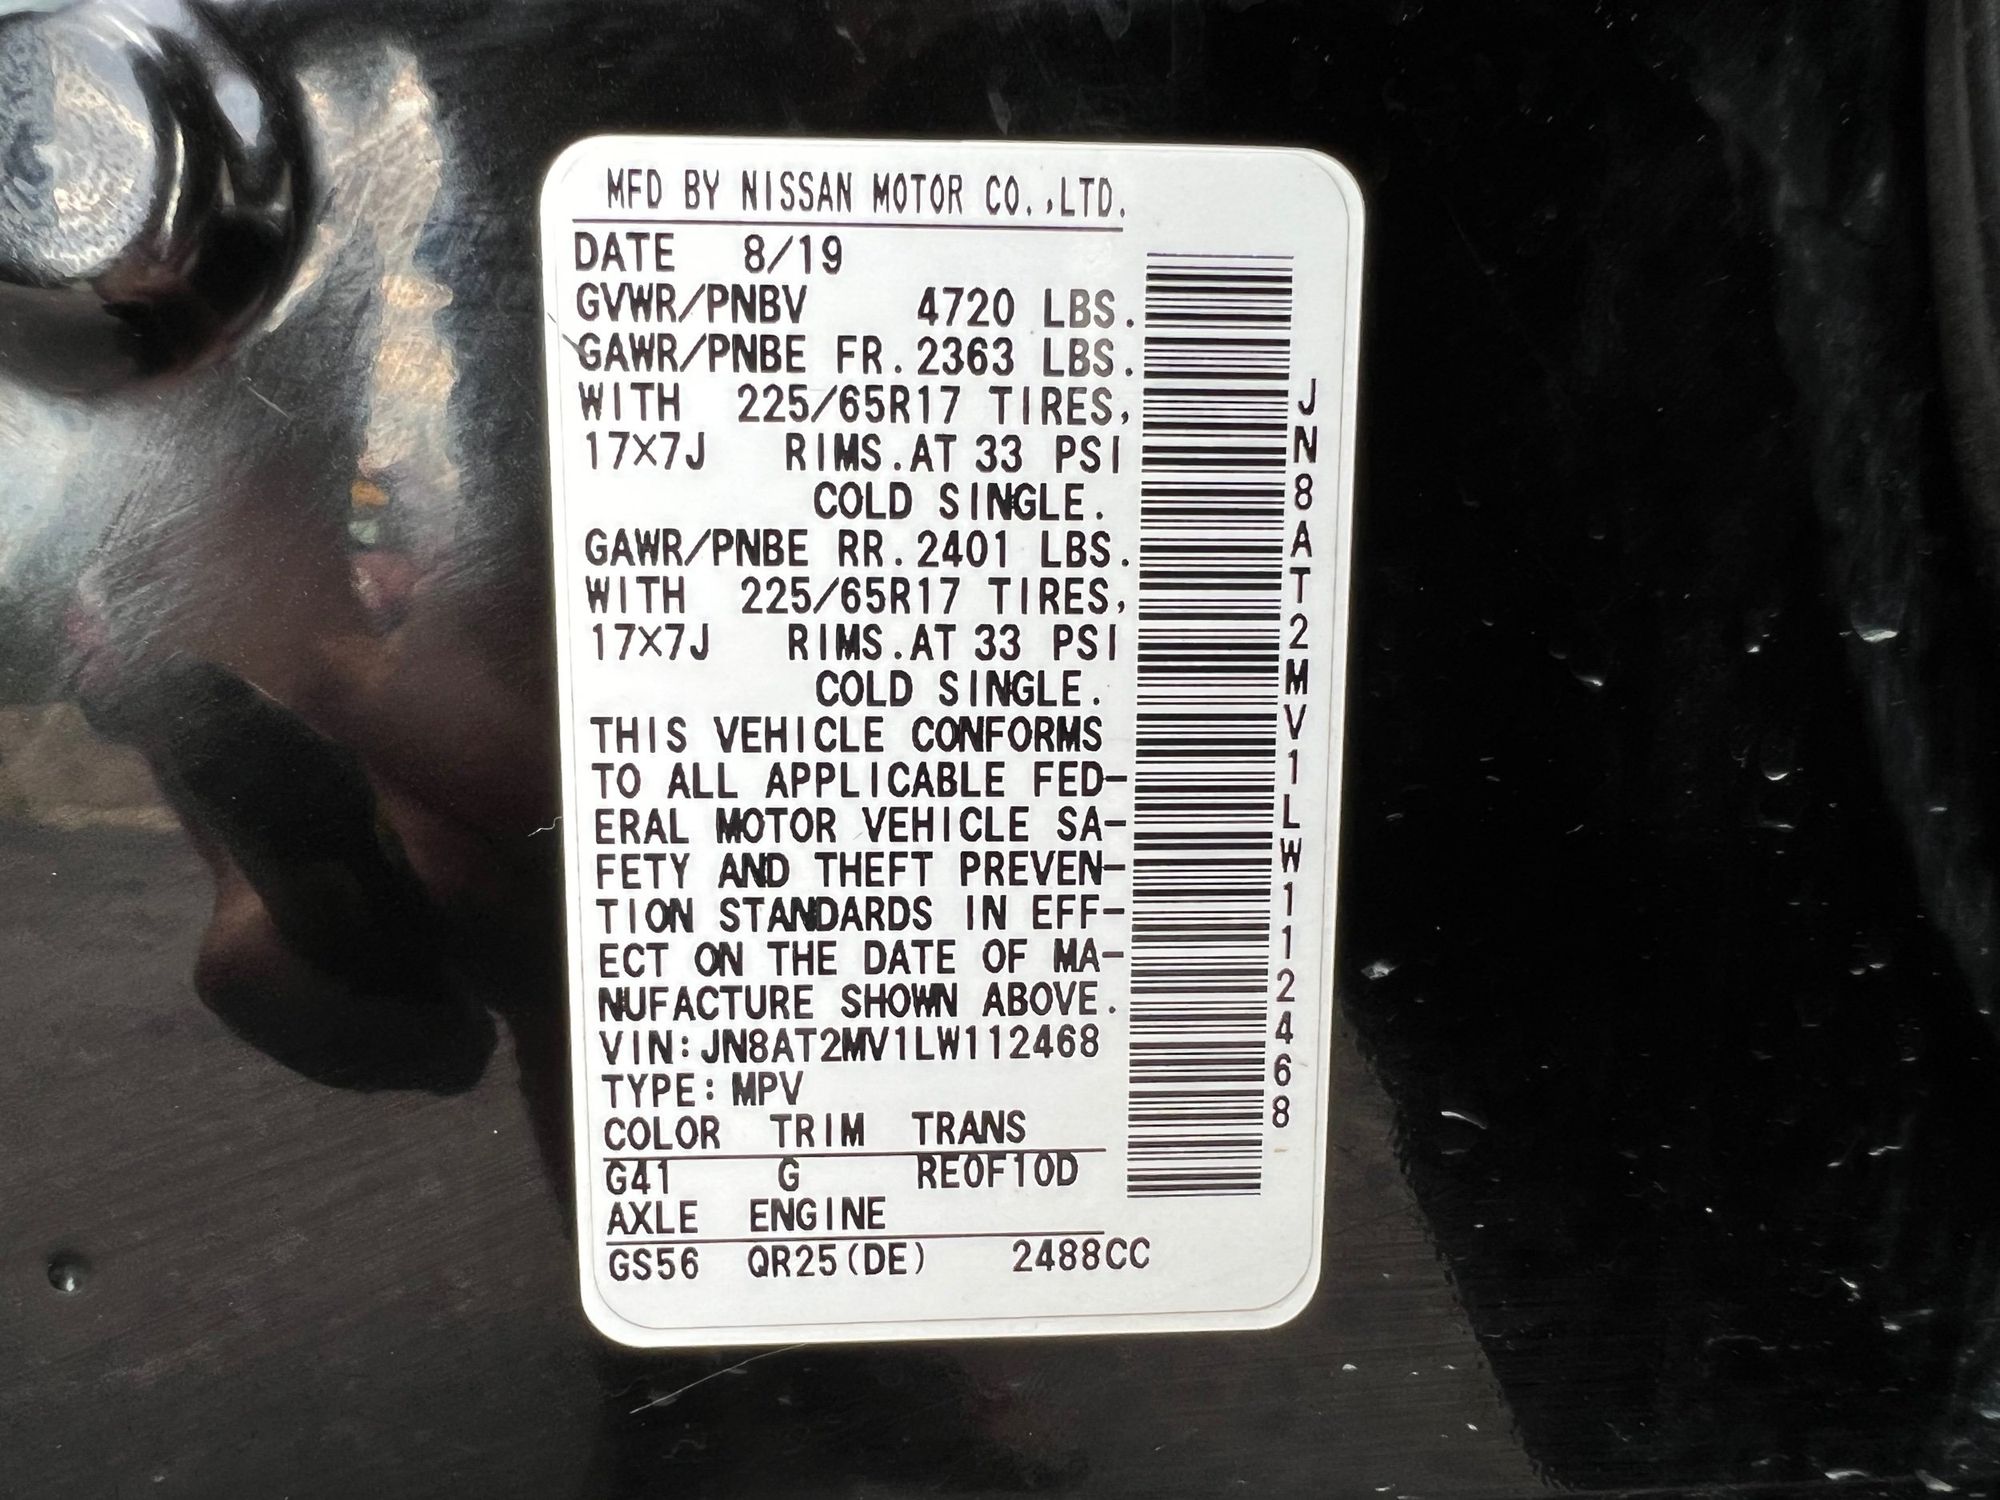 MFD BY NISSAN MOTOR CO.,LTD.
DATE 8/19
GVWR/PNBV 4720 LBS.
GAWR/PNBE FR.2363 LBS.
WITH 225/65R17 TIRES,
17X7J RIMS.AT 33 PSI
COLD SINGLE.
GAWR/PNBE RR.2401 LBS.
WITH 225/65R17 TIRES,
17X7J RIMS.AT 33 PSI
COLD SINGLE.
THIS VEHICLE CONFORMS
TO ALL APPLICABLE FED-
ERAL MOTOR VEHICLE SA-
FETY AND THEFT PREVEN-
TION STANDARDS IN EFF-
ECT ON THE DATE OF MA-
NUFACTURE SHOWN ABOVE.
VIN:JN8AT2MV1LW112468
TYPE:MPV
COLOR TRIM TRANS
G41 G RE0F10D
AXLE ENGINE
GS56 QR25(DE) 2488CC
JN8AT2MV1LW112468